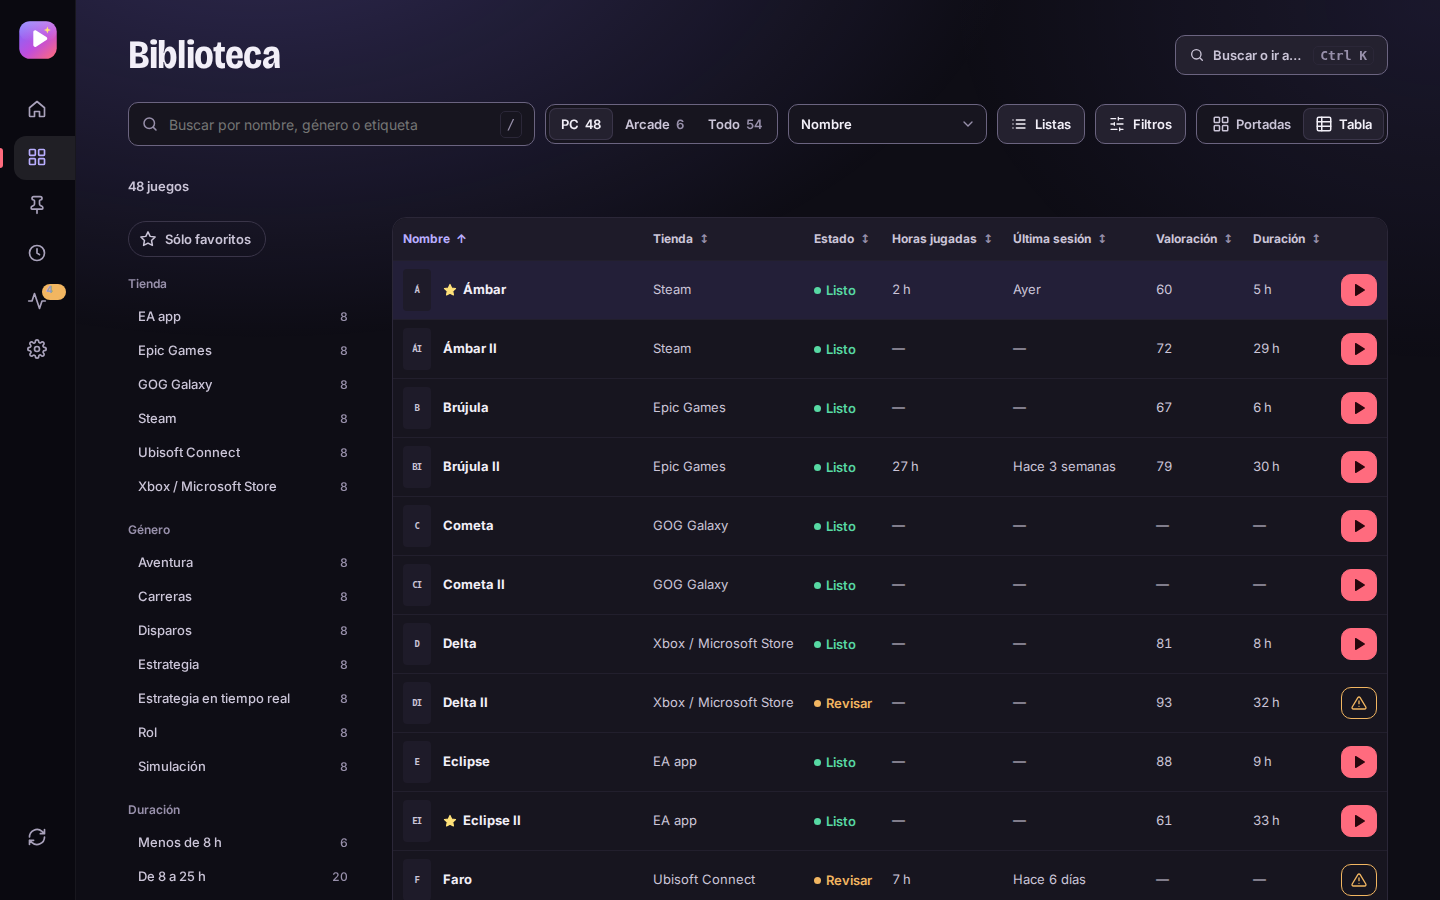 Biblioteca
Buscar o ir a... Ctrl K
Buscar por nombre, género o etiqueta /
PC 48 Arcade 6 Todo 54
Nombre
Listas
Filtros
Portadas Tabla
48 juegos
Sólo favoritos
Tienda
EA app 8
Epic Games 8
GOG Galaxy 8
Steam 8
Ubisoft Connect 8
Xbox / Microsoft Store 8
Género
Aventura 8
Carreras 8
Disparos 8
Estrategia 8
Estrategia en tiempo real 8
Rol 8
Simulación 8
Duración
Menos de 8 h 6
De 8 a 25 h 20
4
Nombre ↑ Tienda ↕ Estado ↕ Horas jugadas ↕ Última sesión ↕ Valoración ↕ Duración ↕
Á Ámbar Steam Listo 2 h Ayer 60 5 h
ÁI Ámbar II Steam Listo — — 72 29 h
B Brújula Epic Games Listo — — 67 6 h
BI Brújula II Epic Games Listo 27 h Hace 3 semanas 79 30 h
C Cometa GOG Galaxy Listo — — — —
CI Cometa II GOG Galaxy Listo — — — —
D Delta Xbox / Microsoft Store Listo — — 81 8 h
DI Delta II Xbox / Microsoft Store Revisar — — 93 32 h
E Eclipse EA app Listo — — 88 9 h
EI Eclipse II EA app Listo — — 61 33 h
F Faro Ubisoft Connect Revisar 7 h Hace 6 días — —